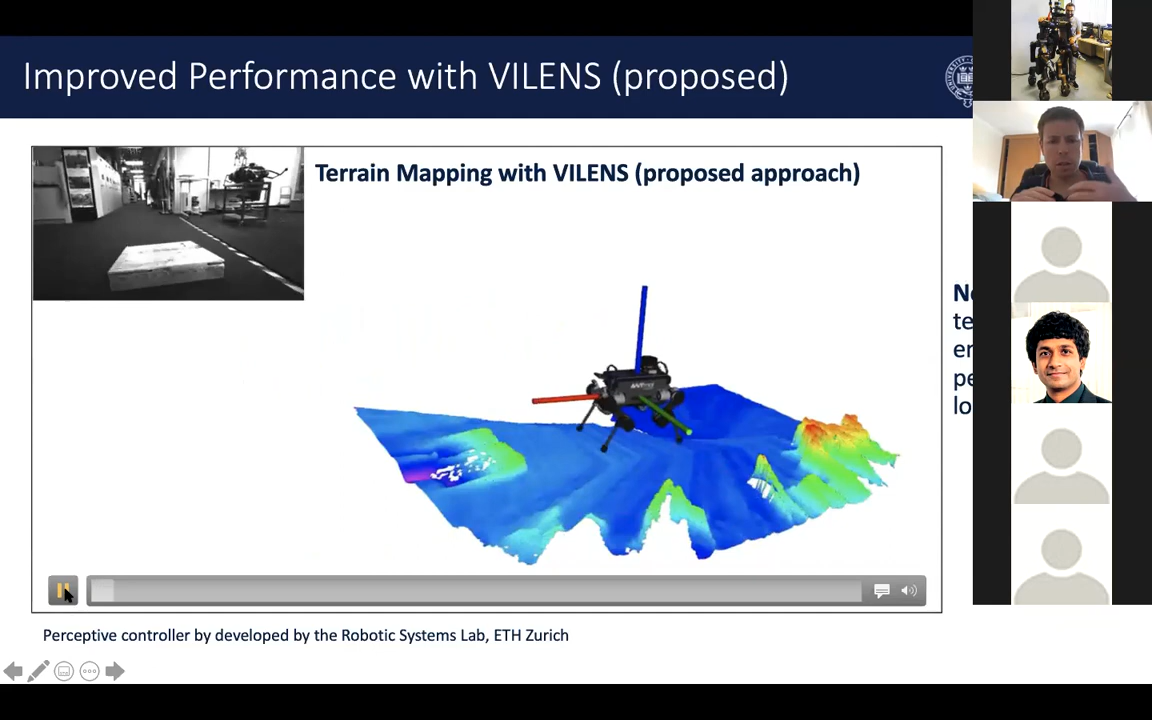 Improved Performance with VILENS (proposed)
Terrain Mapping with VILENS (proposed approach)
Perceptive controller by developed by the Robotic Systems Lab, ETH Zurich